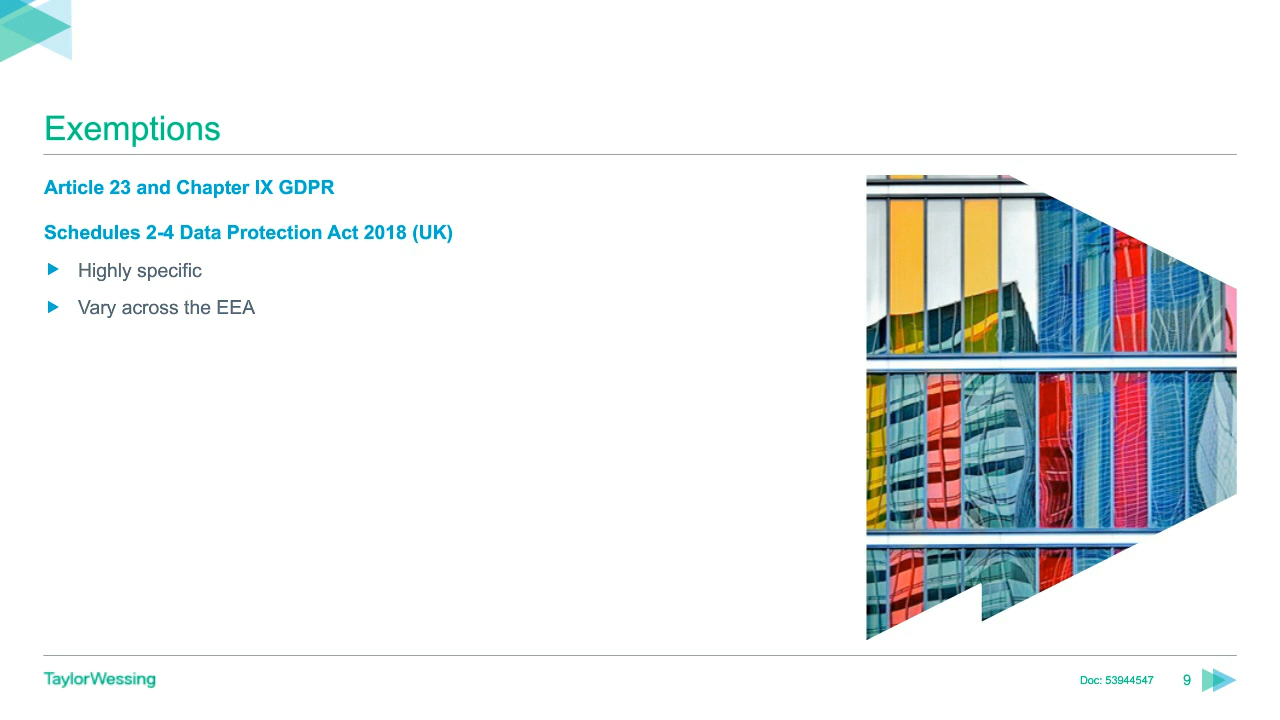 Exemptions
Article 23 and Chapter IX GDPR
Schedules 2-4 Data Protection Act 2018 (UK)
Highly specific
Vary across the EEA
TaylorWessing
Doc: 53944547
9